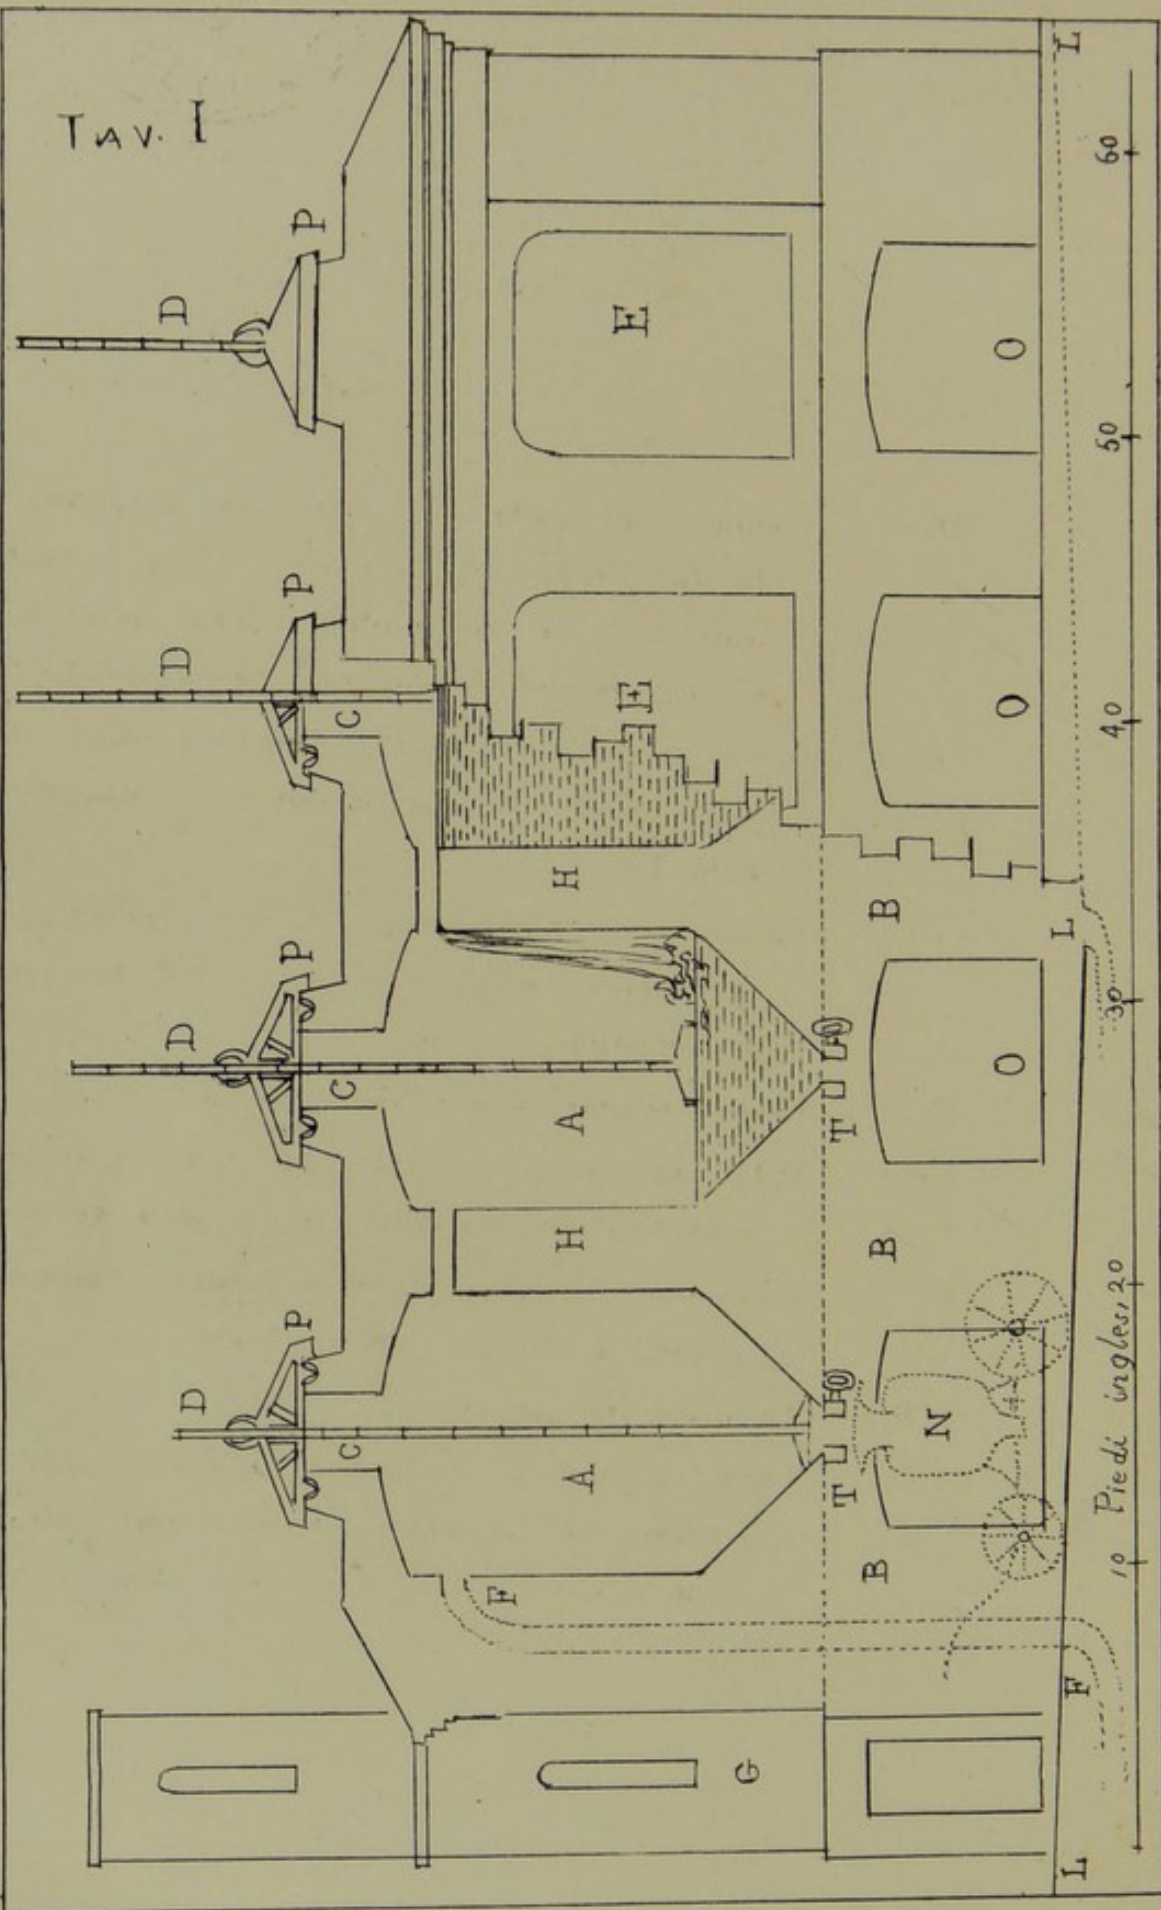 TAV. I
D D D D D
P P P P
C C C
F
A H A H E E
G
T T
B B B
N O O O
L F L L
10 Piedi inglesi 20 30 40 50 60